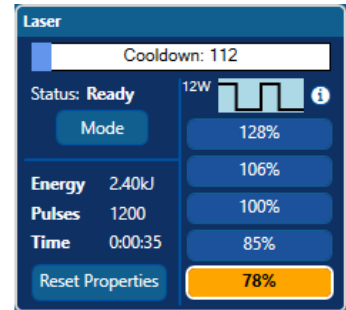 Laser
Cooldown: 112
Status: Ready
Mode
Energy 2.40kJ
Pulses 1200
Time 0:00:35
Reset Properties
12W
i
128%
106%
100%
85%
78%